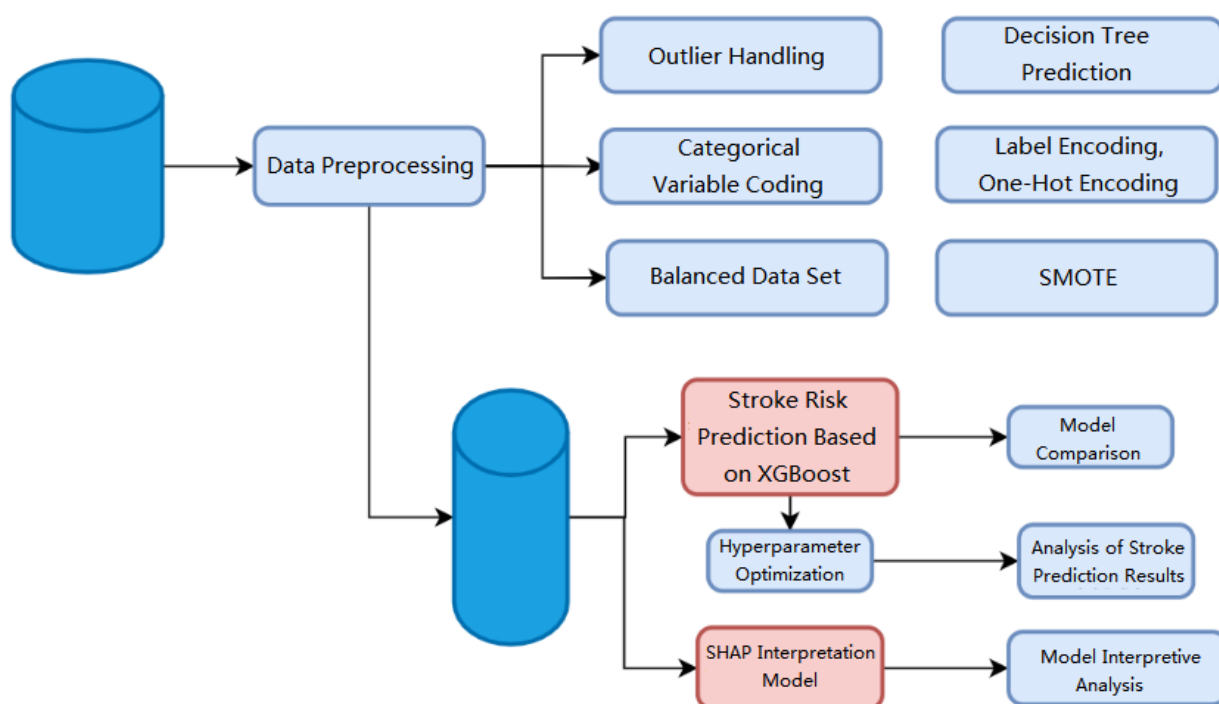 Outlier Handling
Decision Tree
Prediction
Data Preprocessing
Categorical
Variable Coding
Label Encoding,
One-Hot Encoding
Balanced Data Set
SMOTE
Stroke Risk
Prediction Based
on XGBoost
Model
Comparison
Hyperparameter
Optimization
Analysis of Stroke
Prediction Results
SHAP Interpretation
Model
Model Interpretive
Analysis